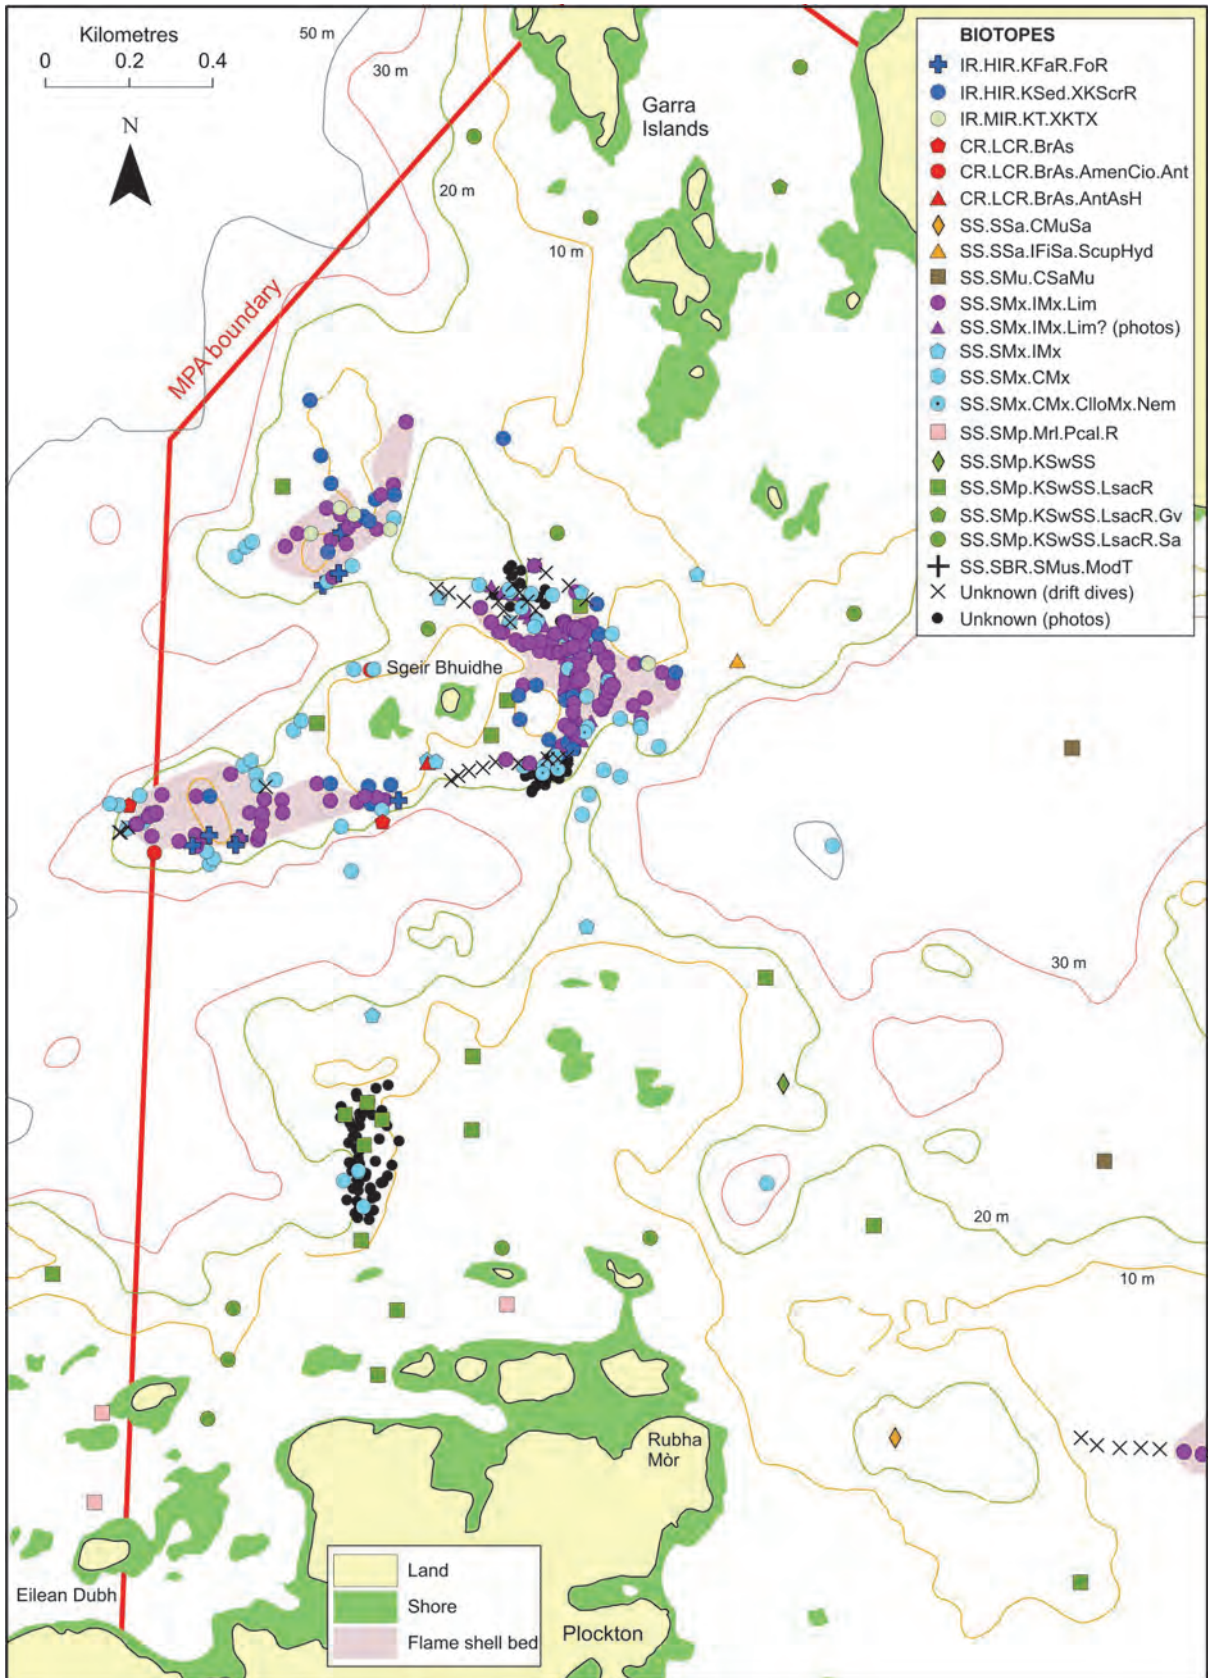 Kilometres
0 0.2 0.4
N
50 m
30 m
20 m
10 m
MPA boundary
Garra
Islands
BIOTOPES
IR.HIR.KFaR.FoR
IR.HIR.KSed.XKScrR
IR.MIR.KT.XKTX
CR.LCR.BrAs
CR.LCR.BrAs.AmenCio.Ant
CR.LCR.BrAs.AntAsH
SS.SSa.CMuSa
SS.SSa.IFiSa.ScupHyd
SS.SMu.CSaMu
SS.SMx.IMx.Lim
SS.SMx.IMx.Lim? (photos)
SS.SMx.IMx
SS.SMx.CMx
SS.SMx.CMx.ClloMx.Nem
SS.SMp.Mrl.Pcal.R
SS.SMp.KSwSS
SS.SMp.KSwSS.LsacR
SS.SMp.KSwSS.LsacR.Gv
SS.SMp.KSwSS.LsacR.Sa
SS.SBR.SMus.ModT
Unknown (drift dives)
Unknown (photos)
Sgeir Bhuidhe
30 m
20 m
10 m
Rubha
Mòr
Eilean Dubh
Plockton
Land
Shore
Flame shell bed